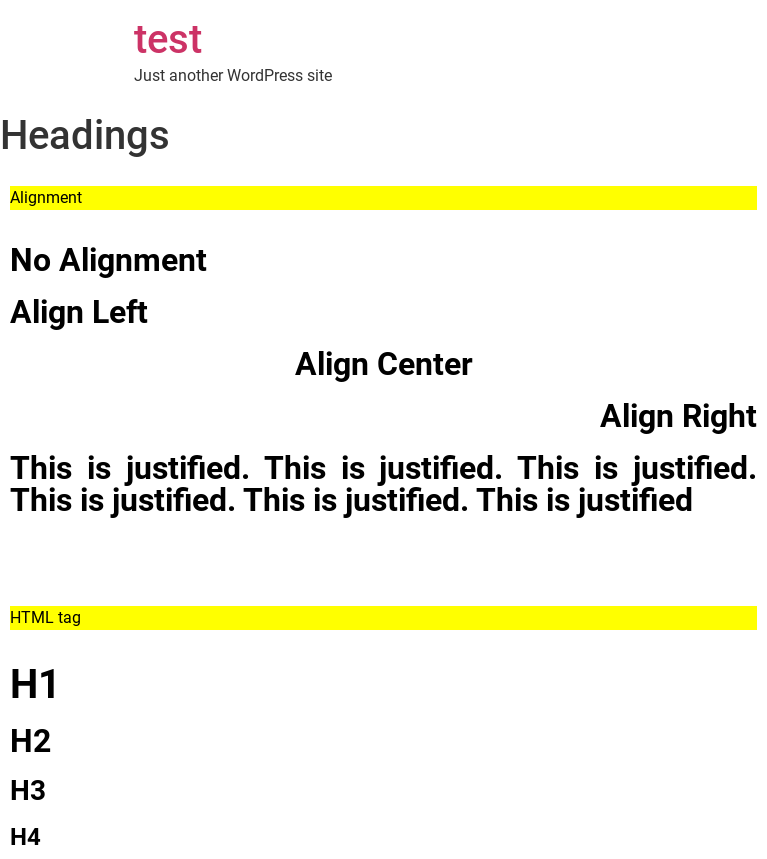 test
Just another WordPress site
Headings
Alignment
No Alignment
Align Left
Align Center
Align Right
This is justified. This is justified. This is justified.
This is justified. This is justified. This is justified
HTML tag
H1
H2
H3
H4